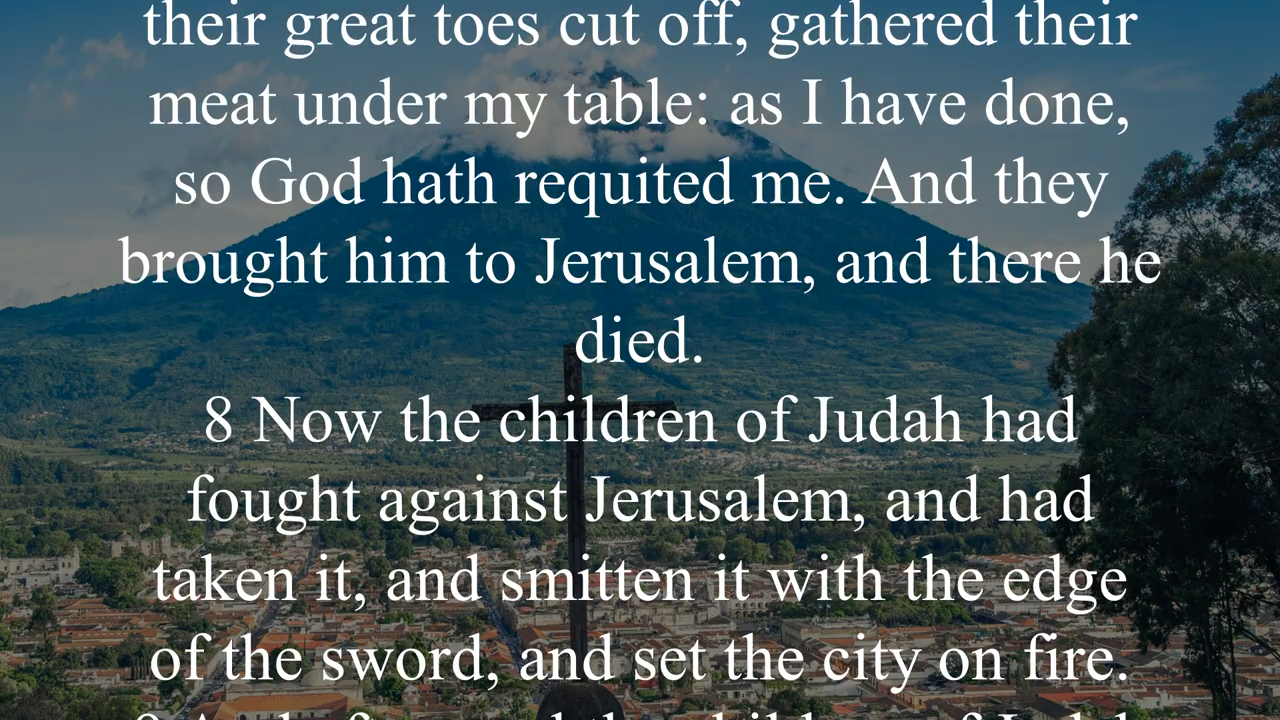 their great toes cut off, gathered their
meat under my table: as I have done,
so God hath requited me. And they
brought him to Jerusalem, and there he
died.
8 Now the children of Judah had
fought against Jerusalem, and had
taken it, and smitten it with the edge
of the sword, and set the city on fire.